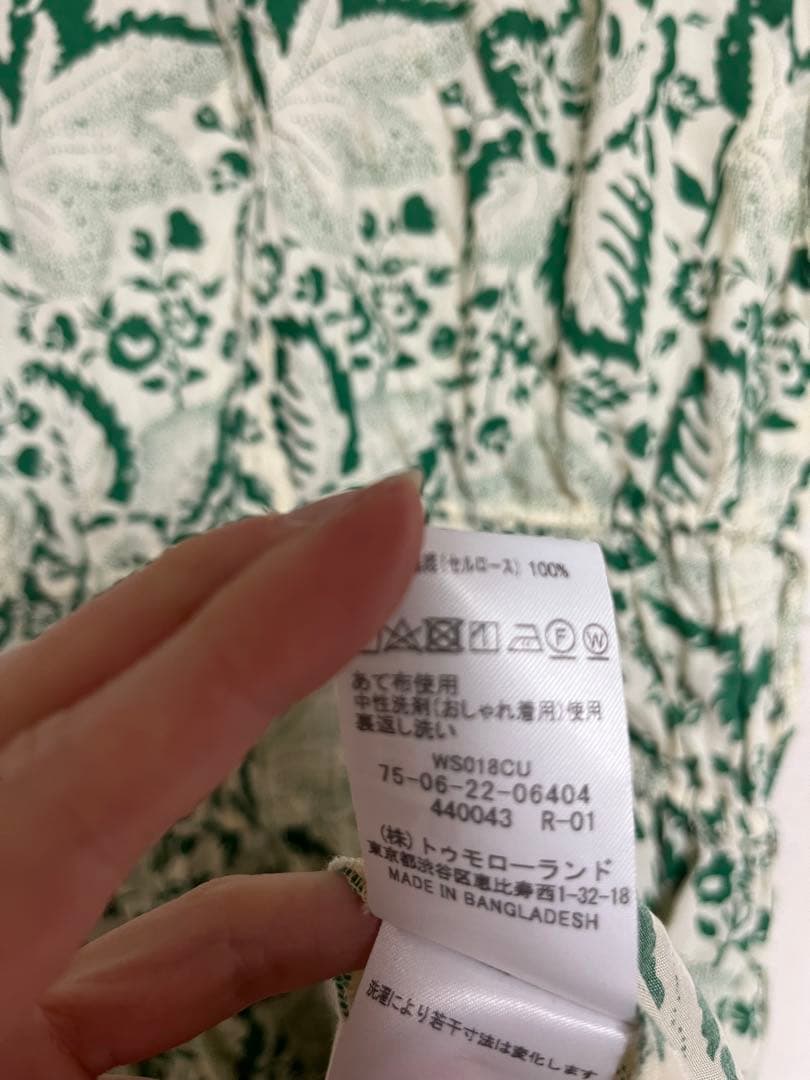 (セルロース) 100%
F W
あて布使用
中性洗剤(おしゃれ着用)使用
裏返し洗い
WS018CU
75-06-22-06404
440043 R-01
(株)トゥモローランド
東京都渋谷区恵比寿西1-32-18
MADE IN BANGLADESH
洗濯により若干寸法は変化します